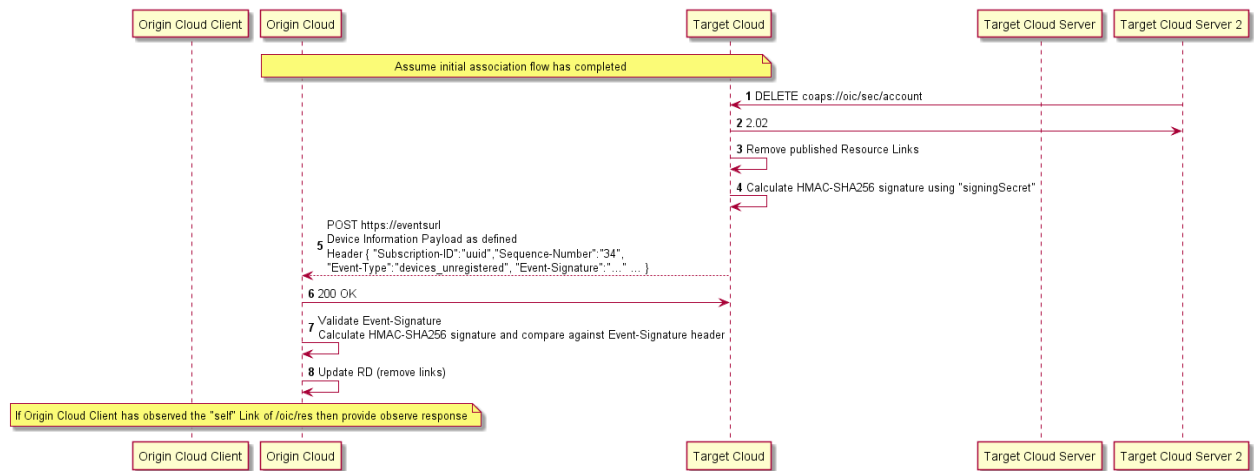 Origin Cloud Client
Origin Cloud
Target Cloud
Target Cloud Server
Target Cloud Server 2
Assume initial association flow has completed
1 DELETE coaps://oic/sec/account
2 2.02
3 Remove published Resource Links
4 Calculate HMAC-SHA256 signature using "signingSecret"
POST https://eventsurl
Device Information Payload as defined
5 Header { "Subscription-ID":"uuid","Sequence-Number":"34",
"Event-Type":"devices_unregistered", "Event-Signature":"..." ... }
6 200 OK
7 Validate Event-Signature
Calculate HMAC-SHA256 signature and compare against Event-Signature header
8 Update RD (remove links)
If Origin Cloud Client has observed the "self" Link of /oic/res then provide observe response
Origin Cloud Client
Origin Cloud
Target Cloud
Target Cloud Server
Target Cloud Server 2